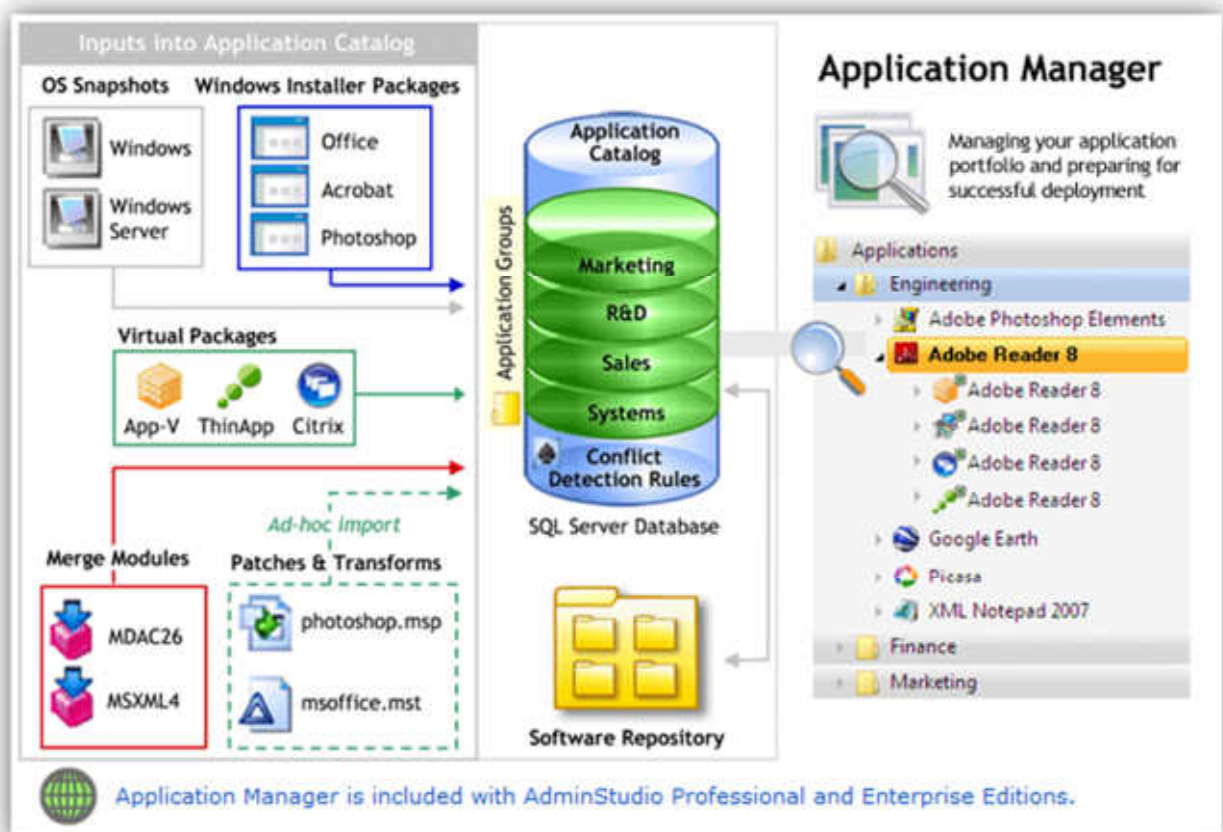 Inputs into Application Catalog
OS Snapshots
Windows
Windows
Server
Windows Installer Packages
Office
Acrobat
Photoshop
Virtual Packages
App-V
ThinApp
Citrix
Ad-hoc import
Merge Modules
MDAC26
MSXML4
Patches & Transforms
photoshop.msp
msoffice.mst
Application Groups
Application
Catalog
Marketing
R&D
Sales
Systems
Conflict
Detection Rules
SQL Server Database
Software Repository
Application Manager
Managing your application
portfolio and preparing for
successful deployment
Applications
Engineering
Adobe Photoshop Elements
Adobe Reader 8
Adobe Reader 8
Adobe Reader 8
Adobe Reader 8
Adobe Reader 8
Google Earth
Picasa
XML Notepad 2007
Finance
Marketing
Application Manager is included with AdminStudio Professional and Enterprise Editions.